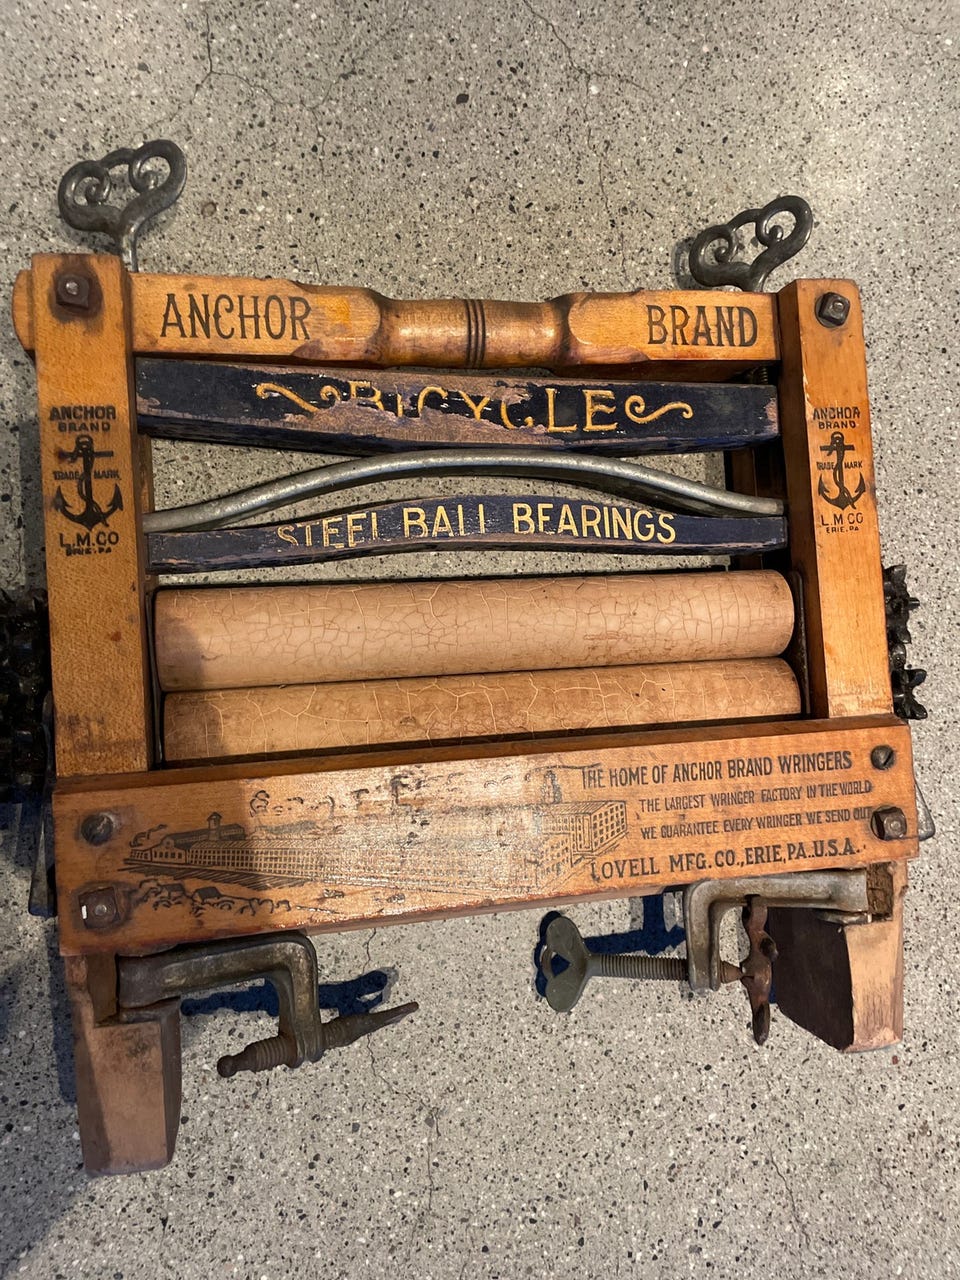 ANCHOR BRAND
BICYCLE
STEEL BALL BEARINGS
ANCHOR
BRAND
TRADE MARK
L.M.CO
ERIE, PA
ANCHOR
BRAND
TRADE MARK
L.M.CO
ERIE, PA
THE HOME OF ANCHOR BRAND WRINGERS
THE LARGEST WRINGER FACTORY IN THE WORLD
WE GUARANTEE EVERY WRINGER WE SEND OUT
LOVELL MFG. CO., ERIE, PA. U.S.A.